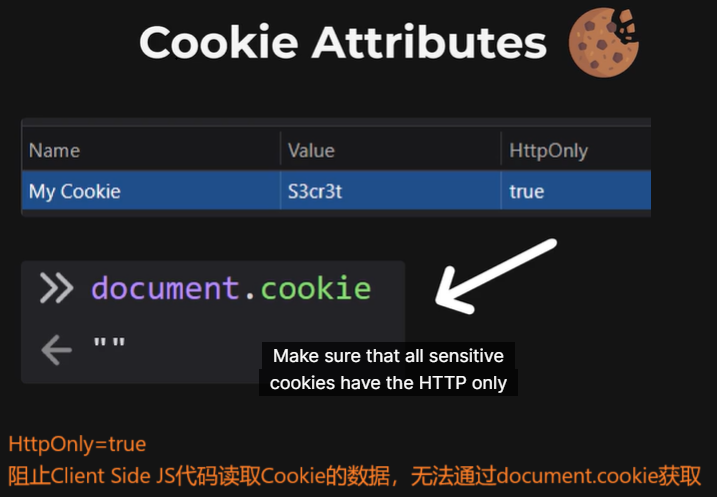 Cookie Attributes
Name Value HttpOnly
My Cookie S3cr3t true
>> document.cookie
← ""
Make sure that all sensitive
cookies have the HTTP only
HttpOnly=true
阻止Client Side JS代码读取Cookie的数据，无法通过document.cookie获取